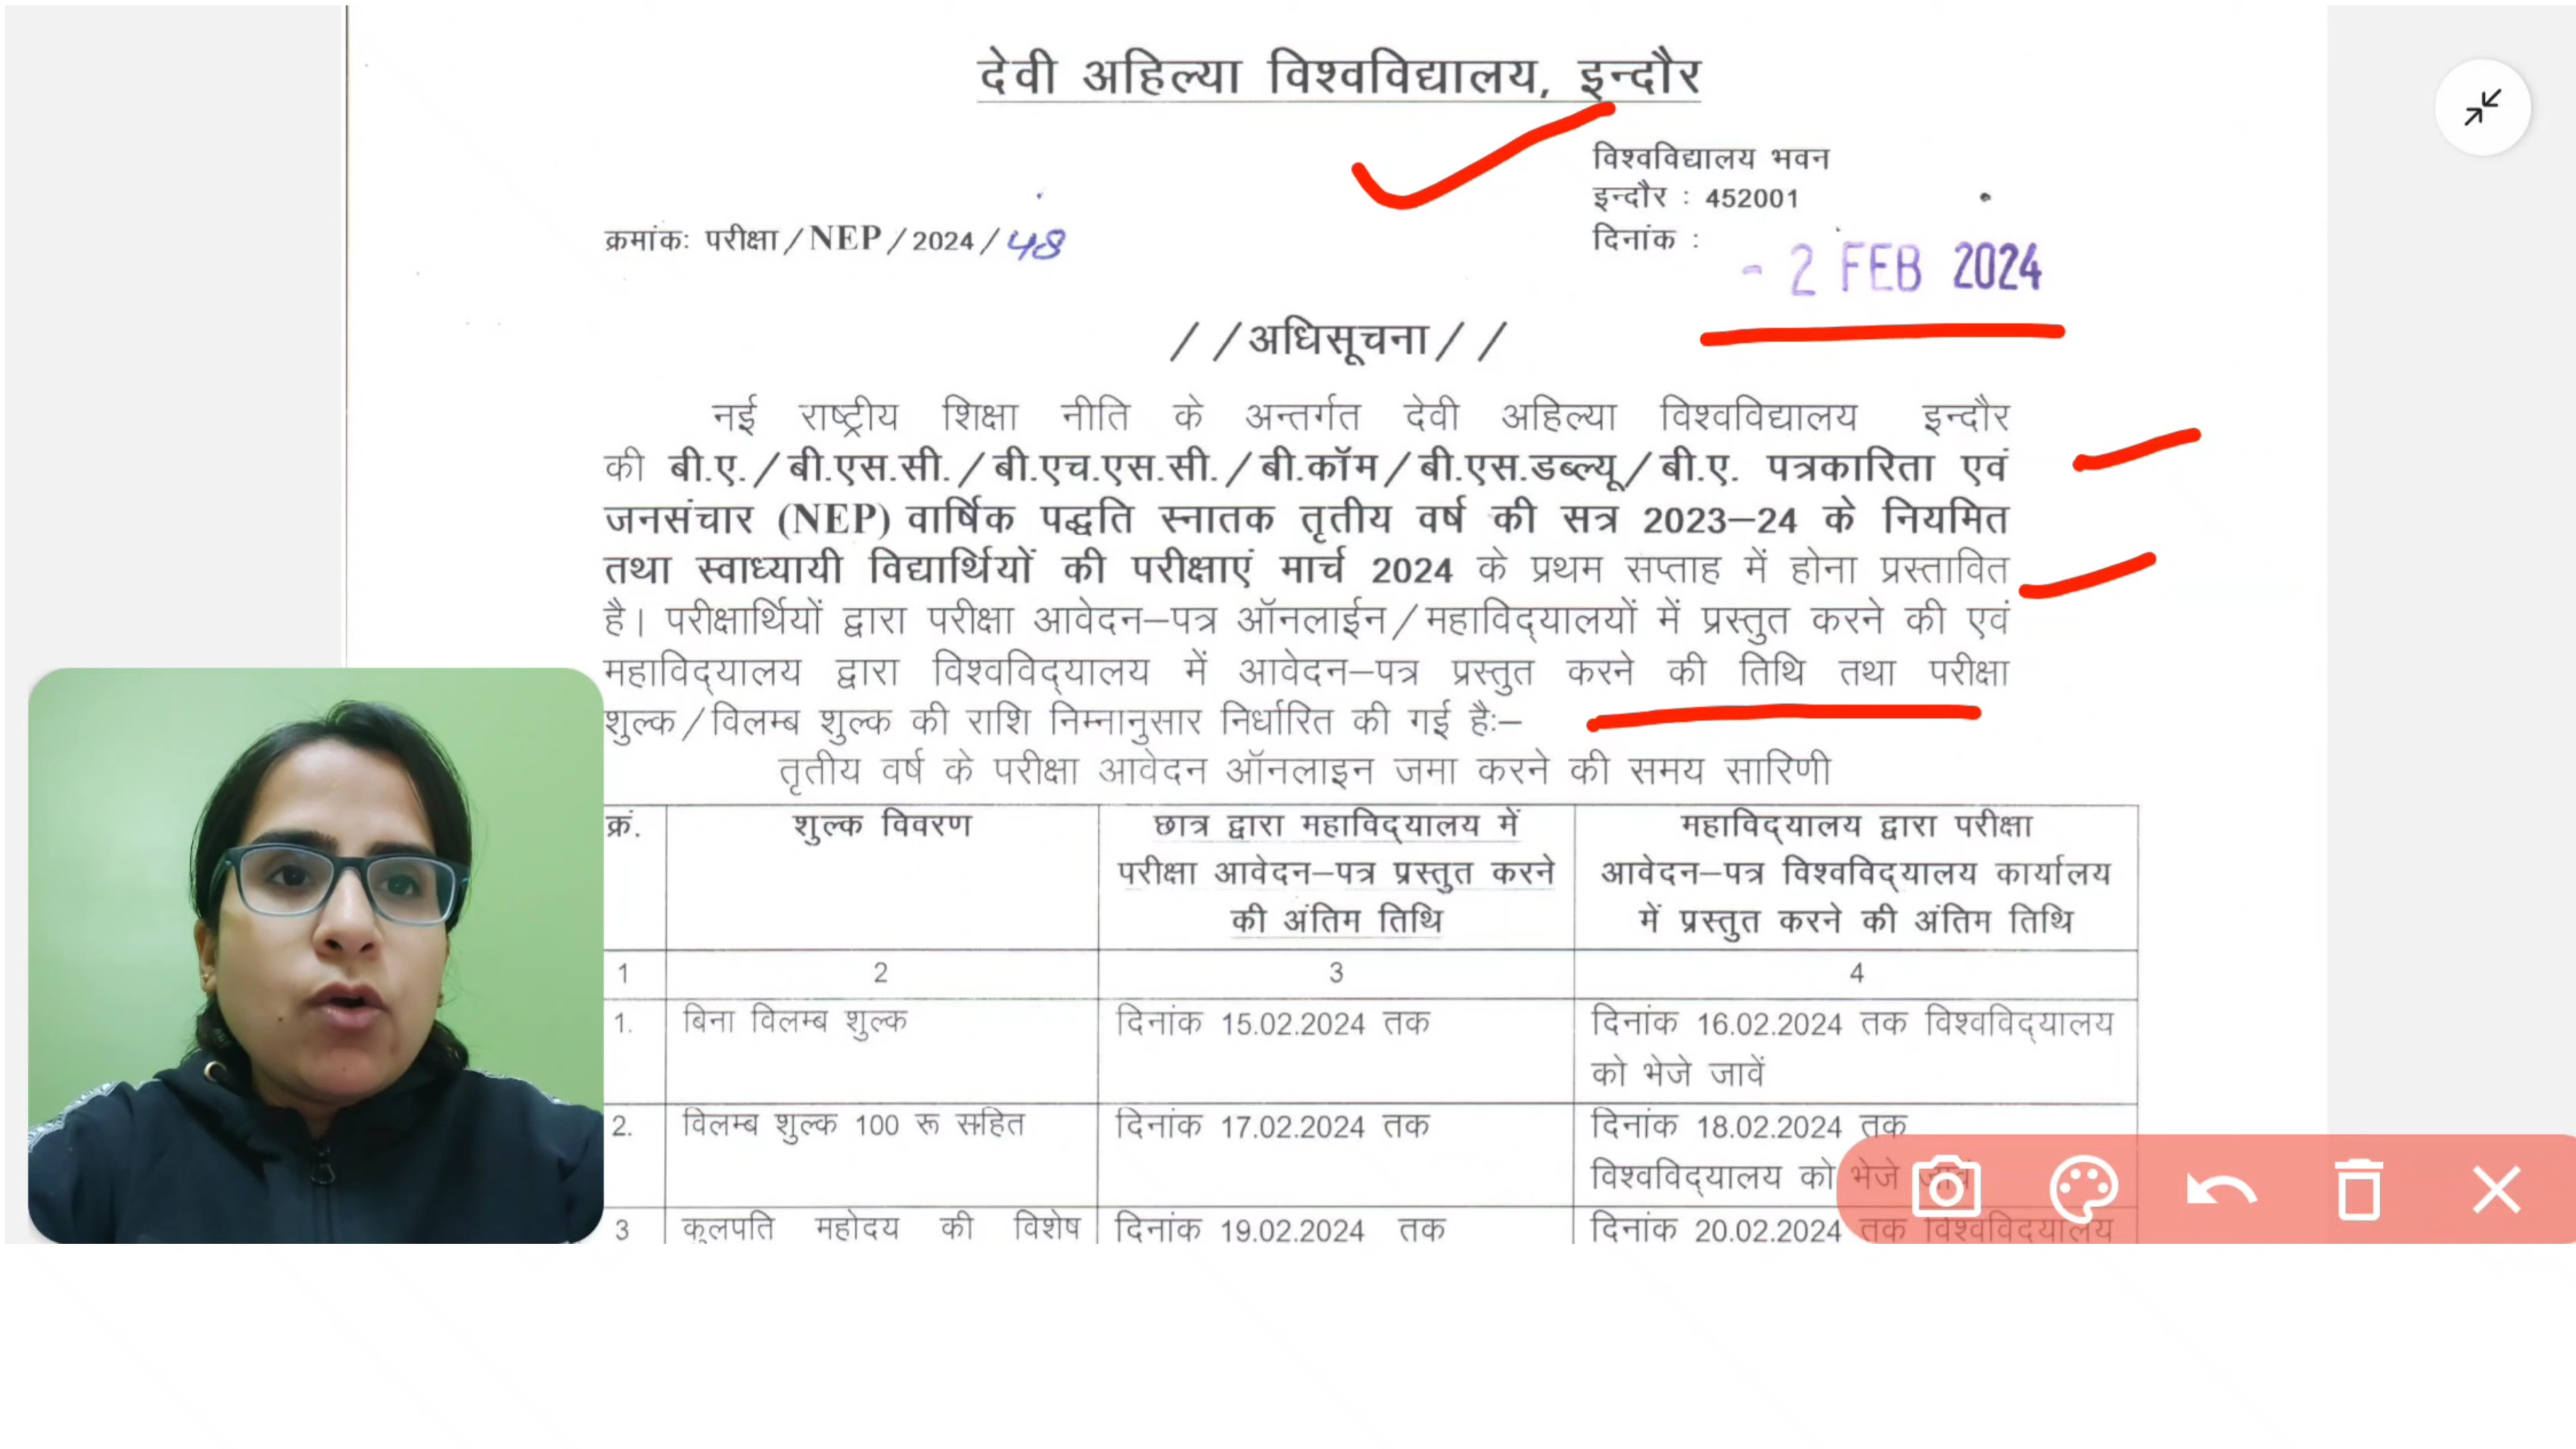 देवी अहिल्या विश्वविद्यालय, इन्दौर
विश्वविद्यालय भवन
इन्दौर : 452001
क्रमांक: परीक्षा/NEP/2024/48
दिनांक :
- 2 FEB 2024
//अधिसूचना//
नई राष्ट्रीय शिक्षा नीति के अन्तर्गत देवी अहिल्या विश्वविद्यालय इन्दौर
की बी.ए./बी.एस.सी./बी.एच.एस.सी./बी.कॉम/बी.एस.डब्ल्यू/बी.ए. पत्रकारिता एवं
जनसंचार (NEP) वार्षिक पद्धति स्नातक तृतीय वर्ष की सत्र 2023–24 के नियमित
तथा स्वाध्यायी विद्यार्थियों की परीक्षाएं मार्च 2024 के प्रथम सप्ताह में होना प्रस्तावित
है। परीक्षार्थियों द्वारा परीक्षा आवेदन–पत्र ऑनलाईन/महाविद्यालयों में प्रस्तुत करने की एवं
महाविद्यालय द्वारा विश्वविद्यालय में आवेदन–पत्र प्रस्तुत करने की तिथि तथा परीक्षा
शुल्क/विलम्ब शुल्क की राशि निम्नानुसार निर्धारित की गई है:–
तृतीय वर्ष के परीक्षा आवेदन ऑनलाइन जमा करने की समय सारिणी
क्रं. शुल्क विवरण छात्र द्वारा महाविद्यालय में महाविद्यालय द्वारा परीक्षा
परीक्षा आवेदन–पत्र प्रस्तुत करने आवेदन–पत्र विश्वविद्यालय कार्यालय
की अंतिम तिथि में प्रस्तुत करने की अंतिम तिथि
1 2 3 4
1. बिना विलम्ब शुल्क दिनांक 15.02.2024 तक दिनांक 16.02.2024 तक विश्वविद्यालय
को भेजे जावें
2. विलम्ब शुल्क 100 रू सहित दिनांक 17.02.2024 तक दिनांक 18.02.2024 तक
विश्वविद्यालय को भेजे जावें
3 कुलपति महोदय की विशेष दिनांक 19.02.2024 तक दिनांक 20.02.2024 तक विश्वविद्यालय